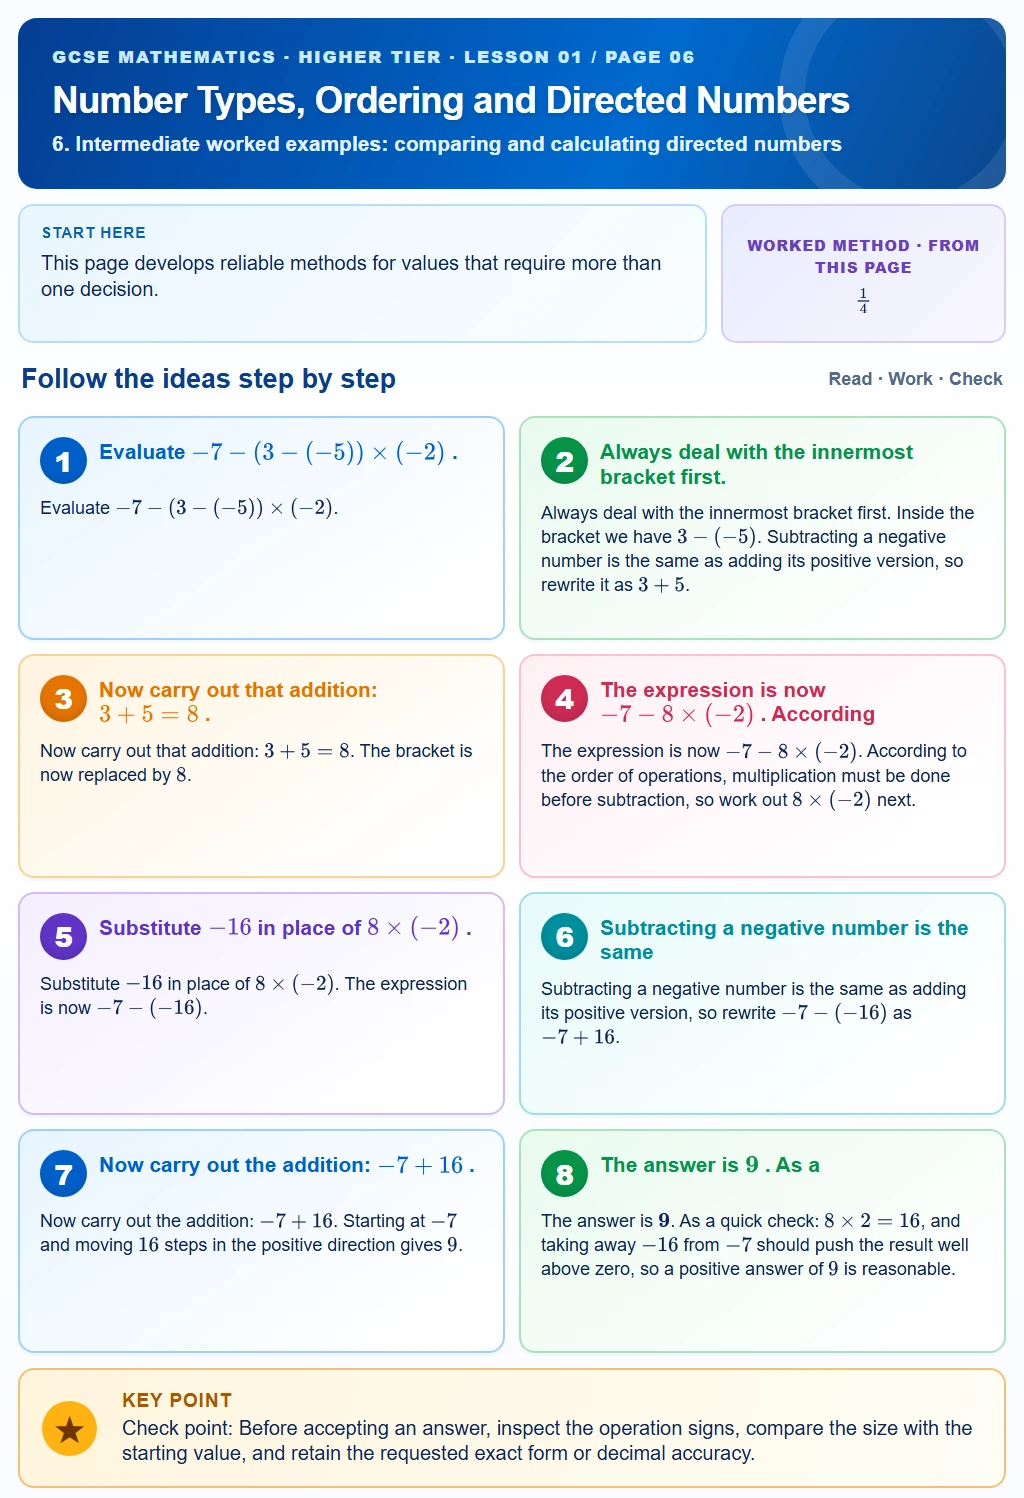 GCSE MATHEMATICS · HIGHER TIER · LESSON 01 / PAGE 06
Number Types, Ordering and Directed Numbers
6. Intermediate worked examples: comparing and calculating directed numbers
START HERE
This page develops reliable methods for values that require more than
one decision.
WORKED METHOD · FROM
THIS PAGE
1/4
Follow the ideas step by step
Read · Work · Check
1
Evaluate −7 − (3 − (−5)) × (−2) .
Evaluate −7 − (3 − (−5)) × (−2).
2
Always deal with the innermost
bracket first.
Always deal with the innermost bracket first. Inside the
bracket we have 3 − (−5). Subtracting a negative
number is the same as adding its positive version, so
rewrite it as 3 + 5.
3
Now carry out that addition:
3 + 5 = 8 .
Now carry out that addition: 3 + 5 = 8. The bracket is
now replaced by 8.
4
The expression is now
−7 − 8 × (−2) . According
The expression is now −7 − 8 × (−2). According to
the order of operations, multiplication must be done
before subtraction, so work out 8 × (−2) next.
5
Substitute −16 in place of 8 × (−2) .
Substitute −16 in place of 8 × (−2). The expression
is now −7 − (−16).
6
Subtracting a negative number is the
same
Subtracting a negative number is the same as adding
its positive version, so rewrite −7 − (−16) as
−7 + 16.
7
Now carry out the addition: −7 + 16 .
Now carry out the addition: −7 + 16. Starting at −7
and moving 16 steps in the positive direction gives 9.
8
The answer is 9 . As a
The answer is 9. As a quick check: 8 × 2 = 16, and
taking away −16 from −7 should push the result well
above zero, so a positive answer of 9 is reasonable.
KEY POINT
Check point: Before accepting an answer, inspect the operation signs, compare the size with the
starting value, and retain the requested exact form or decimal accuracy.